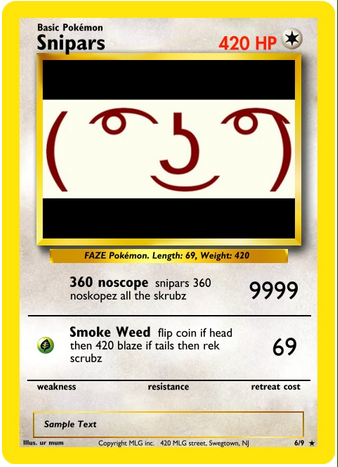 Basic Pokémon
Snipars 420 HP
( ͡° ͜ʖ ͡°)
FAZE Pokémon. Length: 69, Weight: 420
360 noscope snipars 360
noskopez all the skrubz 9999
Smoke Weed flip coin if head
then 420 blaze if tails then rek 69
scrubz
weakness resistance retreat cost
Sample Text
Illus. ur mum Copyright MLG inc. 420 MLG street, Swegtown, NJ 6/9 ★